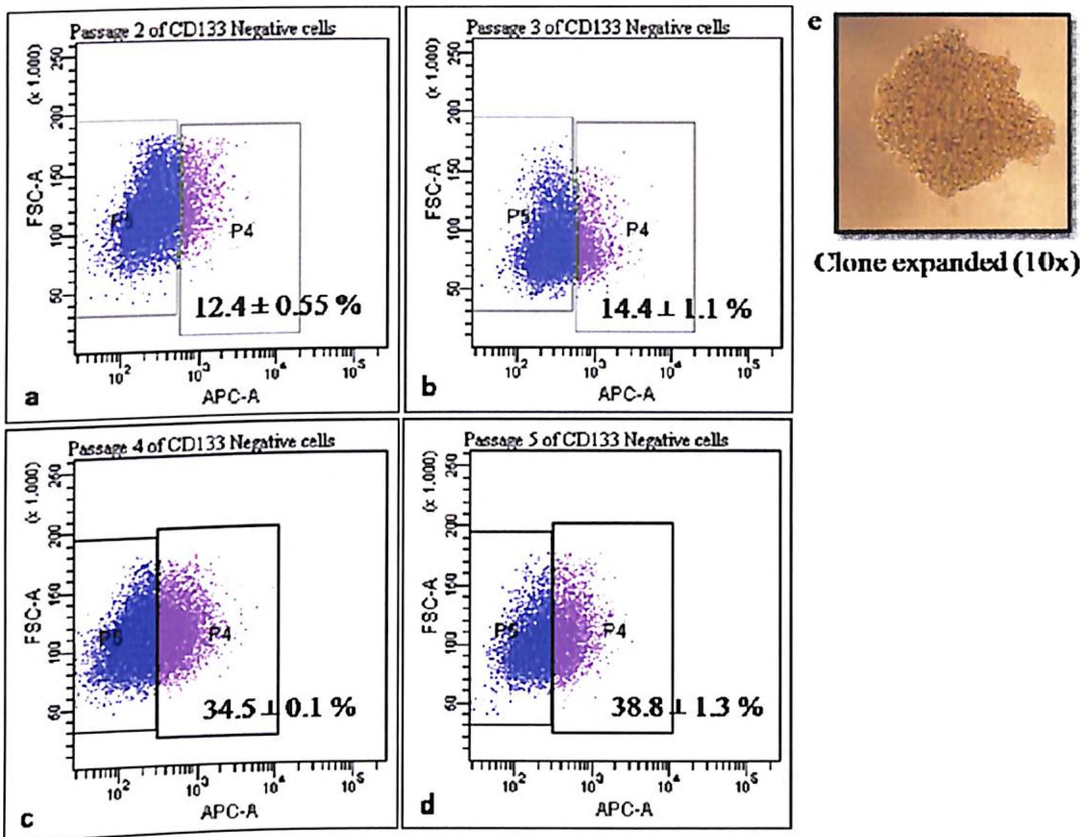 Passage 2 of CD133 Negative cells
(x 1.000)
FSC-A
250
200
150
100
50
P5
P4
12.4 ± 0.55 %
10² 10³ 10⁴ 10⁵
APC-A
a
Passage 3 of CD133 Negative cells
(x 1.000)
FSC-A
250
200
150
100
50
P5
P4
14.4 ± 1.1 %
10² 10³ 10⁴ 10⁵
APC-A
b
e
Clone expanded (10x)
Passage 4 of CD133 Negative cells
(x 1.000)
FSC-A
250
200
150
100
50
P5
P4
34.5 ± 0.1 %
10² 10³ 10⁴ 10⁵
APC-A
c
Passage 5 of CD133 Negative cells
(x 1.000)
FSC-A
250
200
150
100
50
P5
P4
38.8 ± 1.3 %
10² 10³ 10⁴ 10⁵
APC-A
d